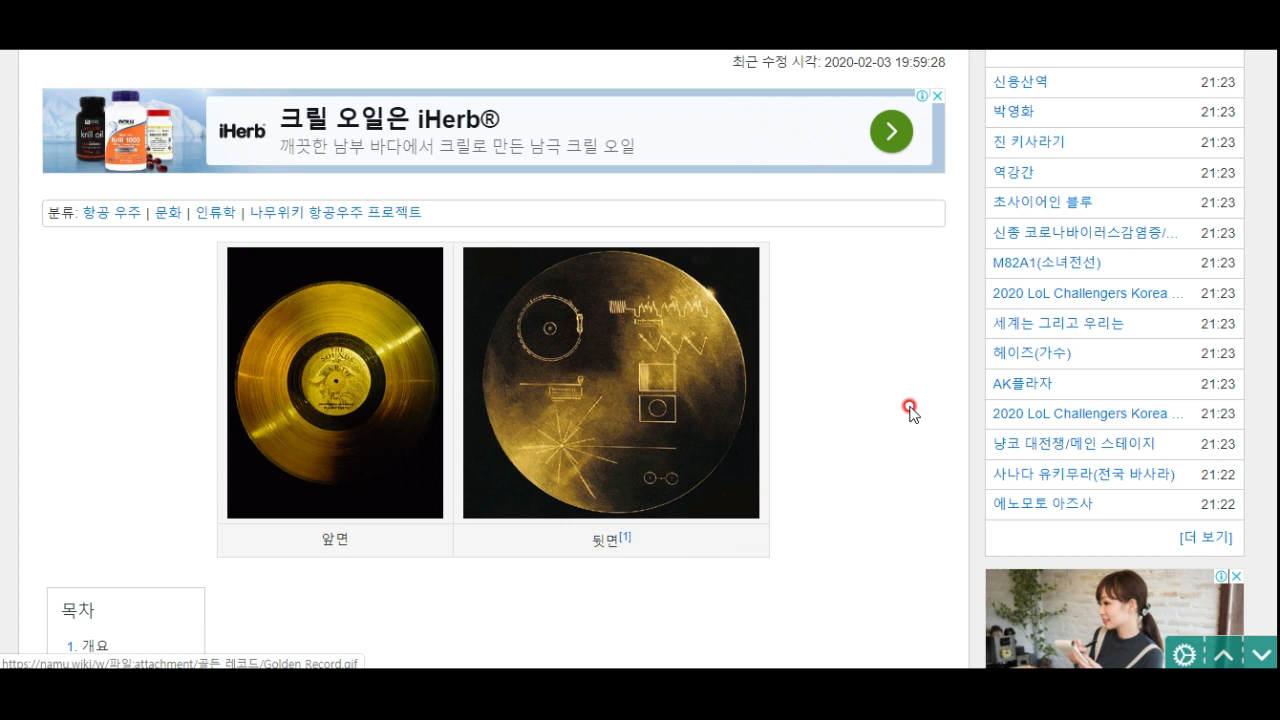 최근 수정 시각: 2020-02-03 19:59:28
krill oil
NOW
Krill 1000
iHerb
크릴 오일은 iHerb®
깨끗한 남부 바다에서 크릴로 만든 남극 크릴 오일
분류: 항공 우주 | 문화 | 인류학 | 나무위키 항공우주 프로젝트
THE
SOUNDS
OF
EARTH
앞면
뒷면[1]
목차
1. 개요
https://namu.wiki/w/파일:attachment/골든 레코드/Golden_Record.gif
신용산역 21:23
박영화 21:23
진 키사라기 21:23
역강간 21:23
초사이어인 블루 21:23
신종 코로나바이러스감염증/... 21:23
M82A1(소녀전선) 21:23
2020 LoL Challengers Korea ... 21:23
세계는 그리고 우리는 21:23
헤이즈(가수) 21:23
AK플라자 21:23
2020 LoL Challengers Korea ... 21:23
냥코 대전쟁/메인 스테이지 21:23
사나다 유키무라(전국 바사라) 21:22
에노모토 아즈사 21:22
[더 보기]